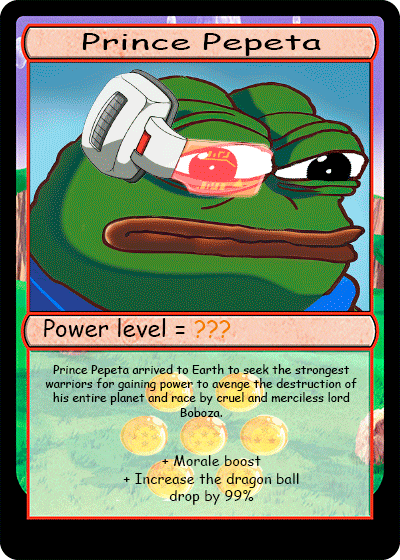 Prince Pepeta
Power level = ???
Prince Pepeta arrived to Earth to seek the strongest
warriors for gaining power to avenge the destruction of
his entire planet and race by cruel and merciless lord
Boboza.
+ Morale boost
+ Increase the dragon ball
drop by 99%